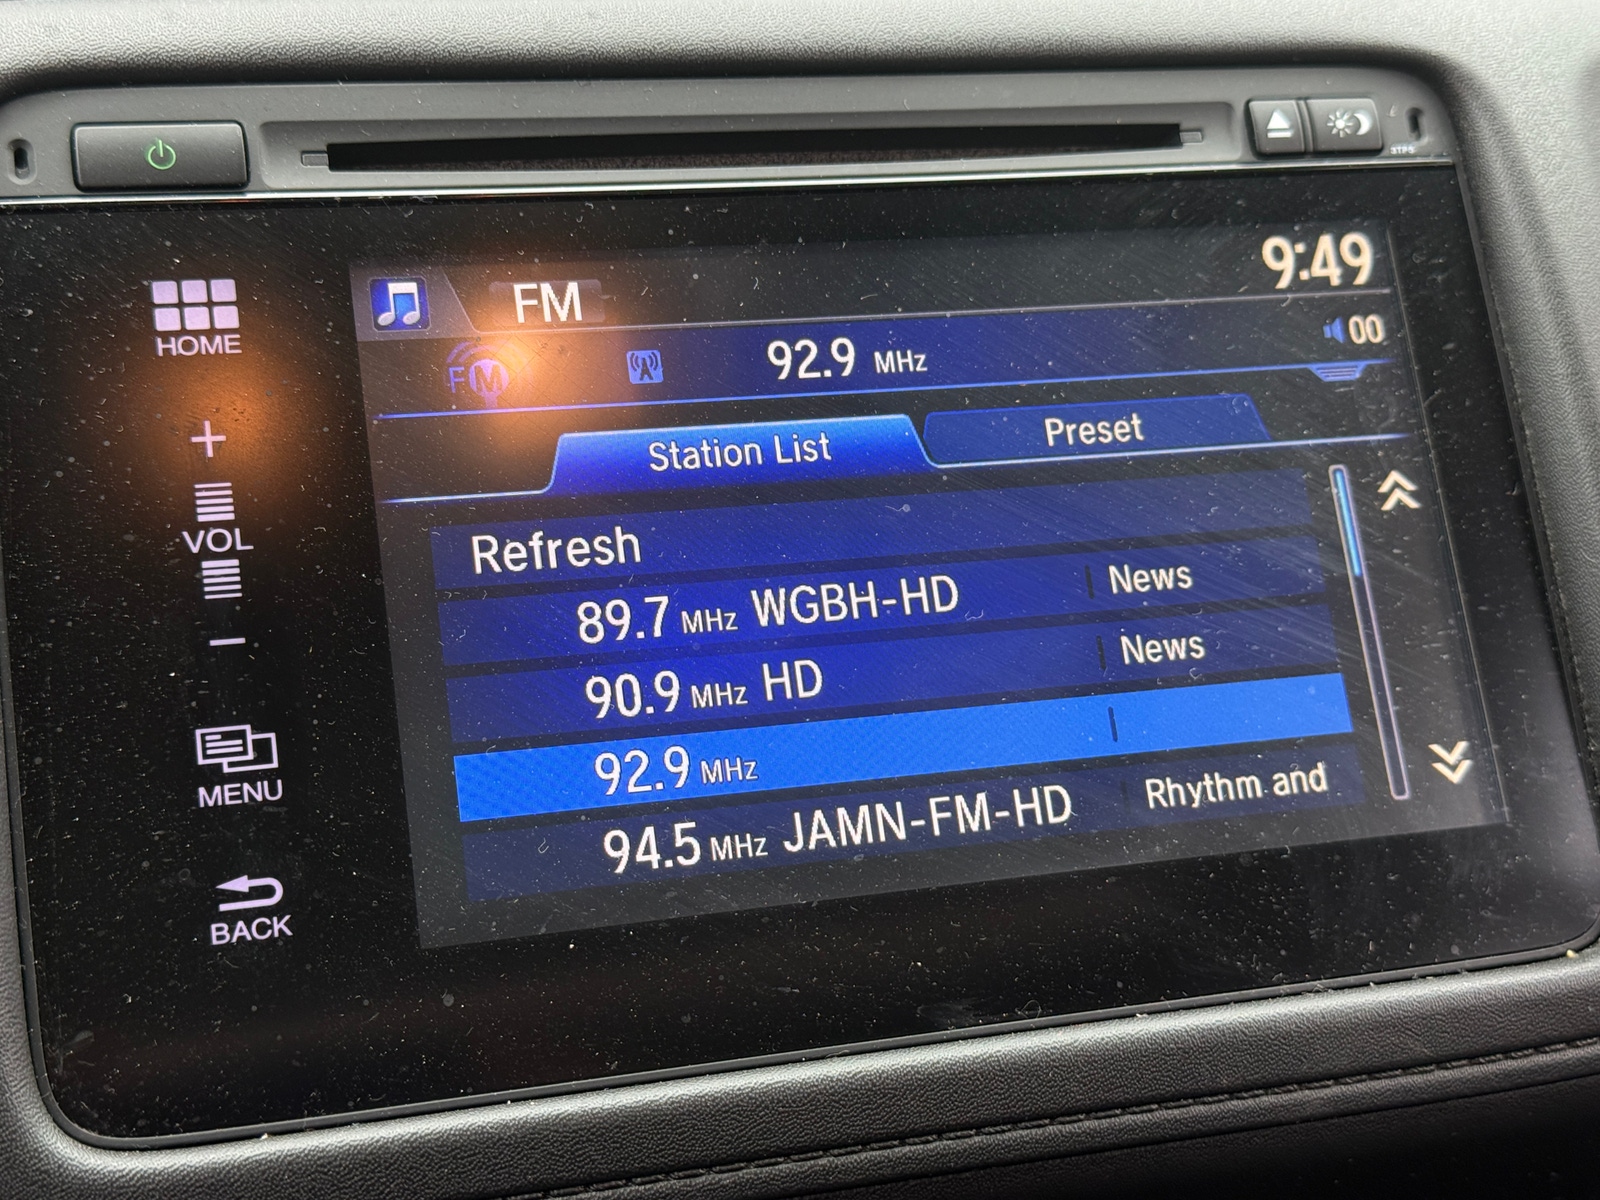 HOME
FM
9:49
FM
92.9 MHz
00
+
VOL
−
Station List
Preset
Refresh
89.7 MHz WGBH-HD News
90.9 MHz HD News
92.9 MHz
94.5 MHz JAMN-FM-HD Rhythm and
MENU
BACK